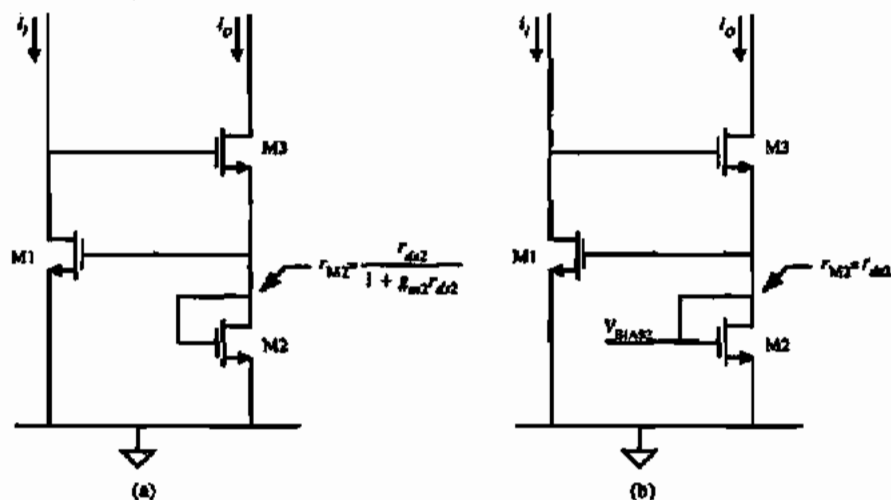 i_i i_o
M3
M1
r_M2 = r_ds2 / (1 + g_m2 r_ds2)
M2
(a)
i_i i_o
M3
M1
r_M2 = r_ds2
V_BIAS2
M2
(b)